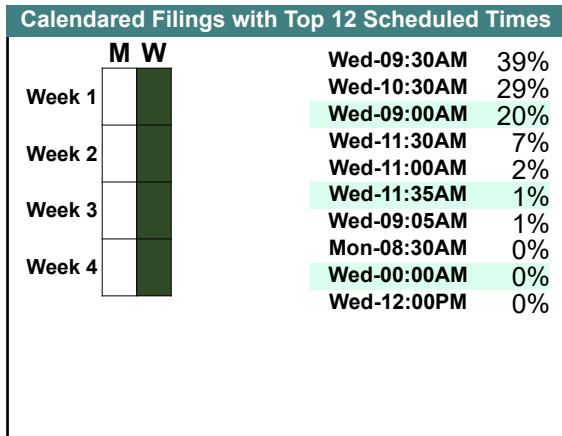 Calendared Filings with Top 12 Scheduled Times
M W
Week 1
Week 2
Week 3
Week 4
Wed-09:30AM 39%
Wed-10:30AM 29%
Wed-09:00AM 20%
Wed-11:30AM 7%
Wed-11:00AM 2%
Wed-11:35AM 1%
Wed-09:05AM 1%
Mon-08:30AM 0%
Wed-00:00AM 0%
Wed-12:00PM 0%